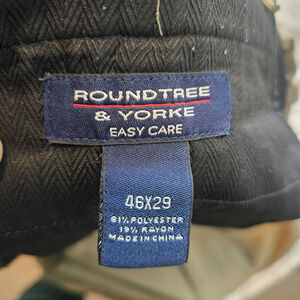 ROUNDTREE
& YORKE
EASY CARE
46X29
81% POLYESTER
19% RAYON
MADE IN CHINA